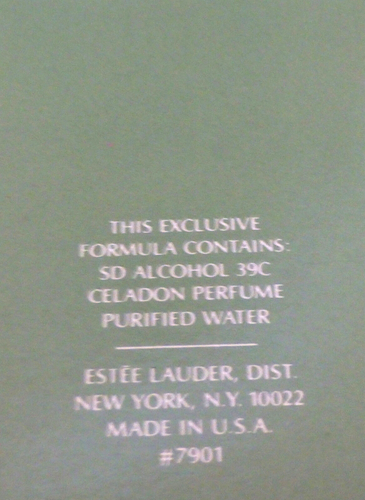 THIS EXCLUSIVE
FORMULA CONTAINS:
SD ALCOHOL 39C
CELADON PERFUME
PURIFIED WATER
ESTĒE LAUDER, DIST.
NEW YORK, N.Y. 10022
MADE IN U.S.A.
#7901